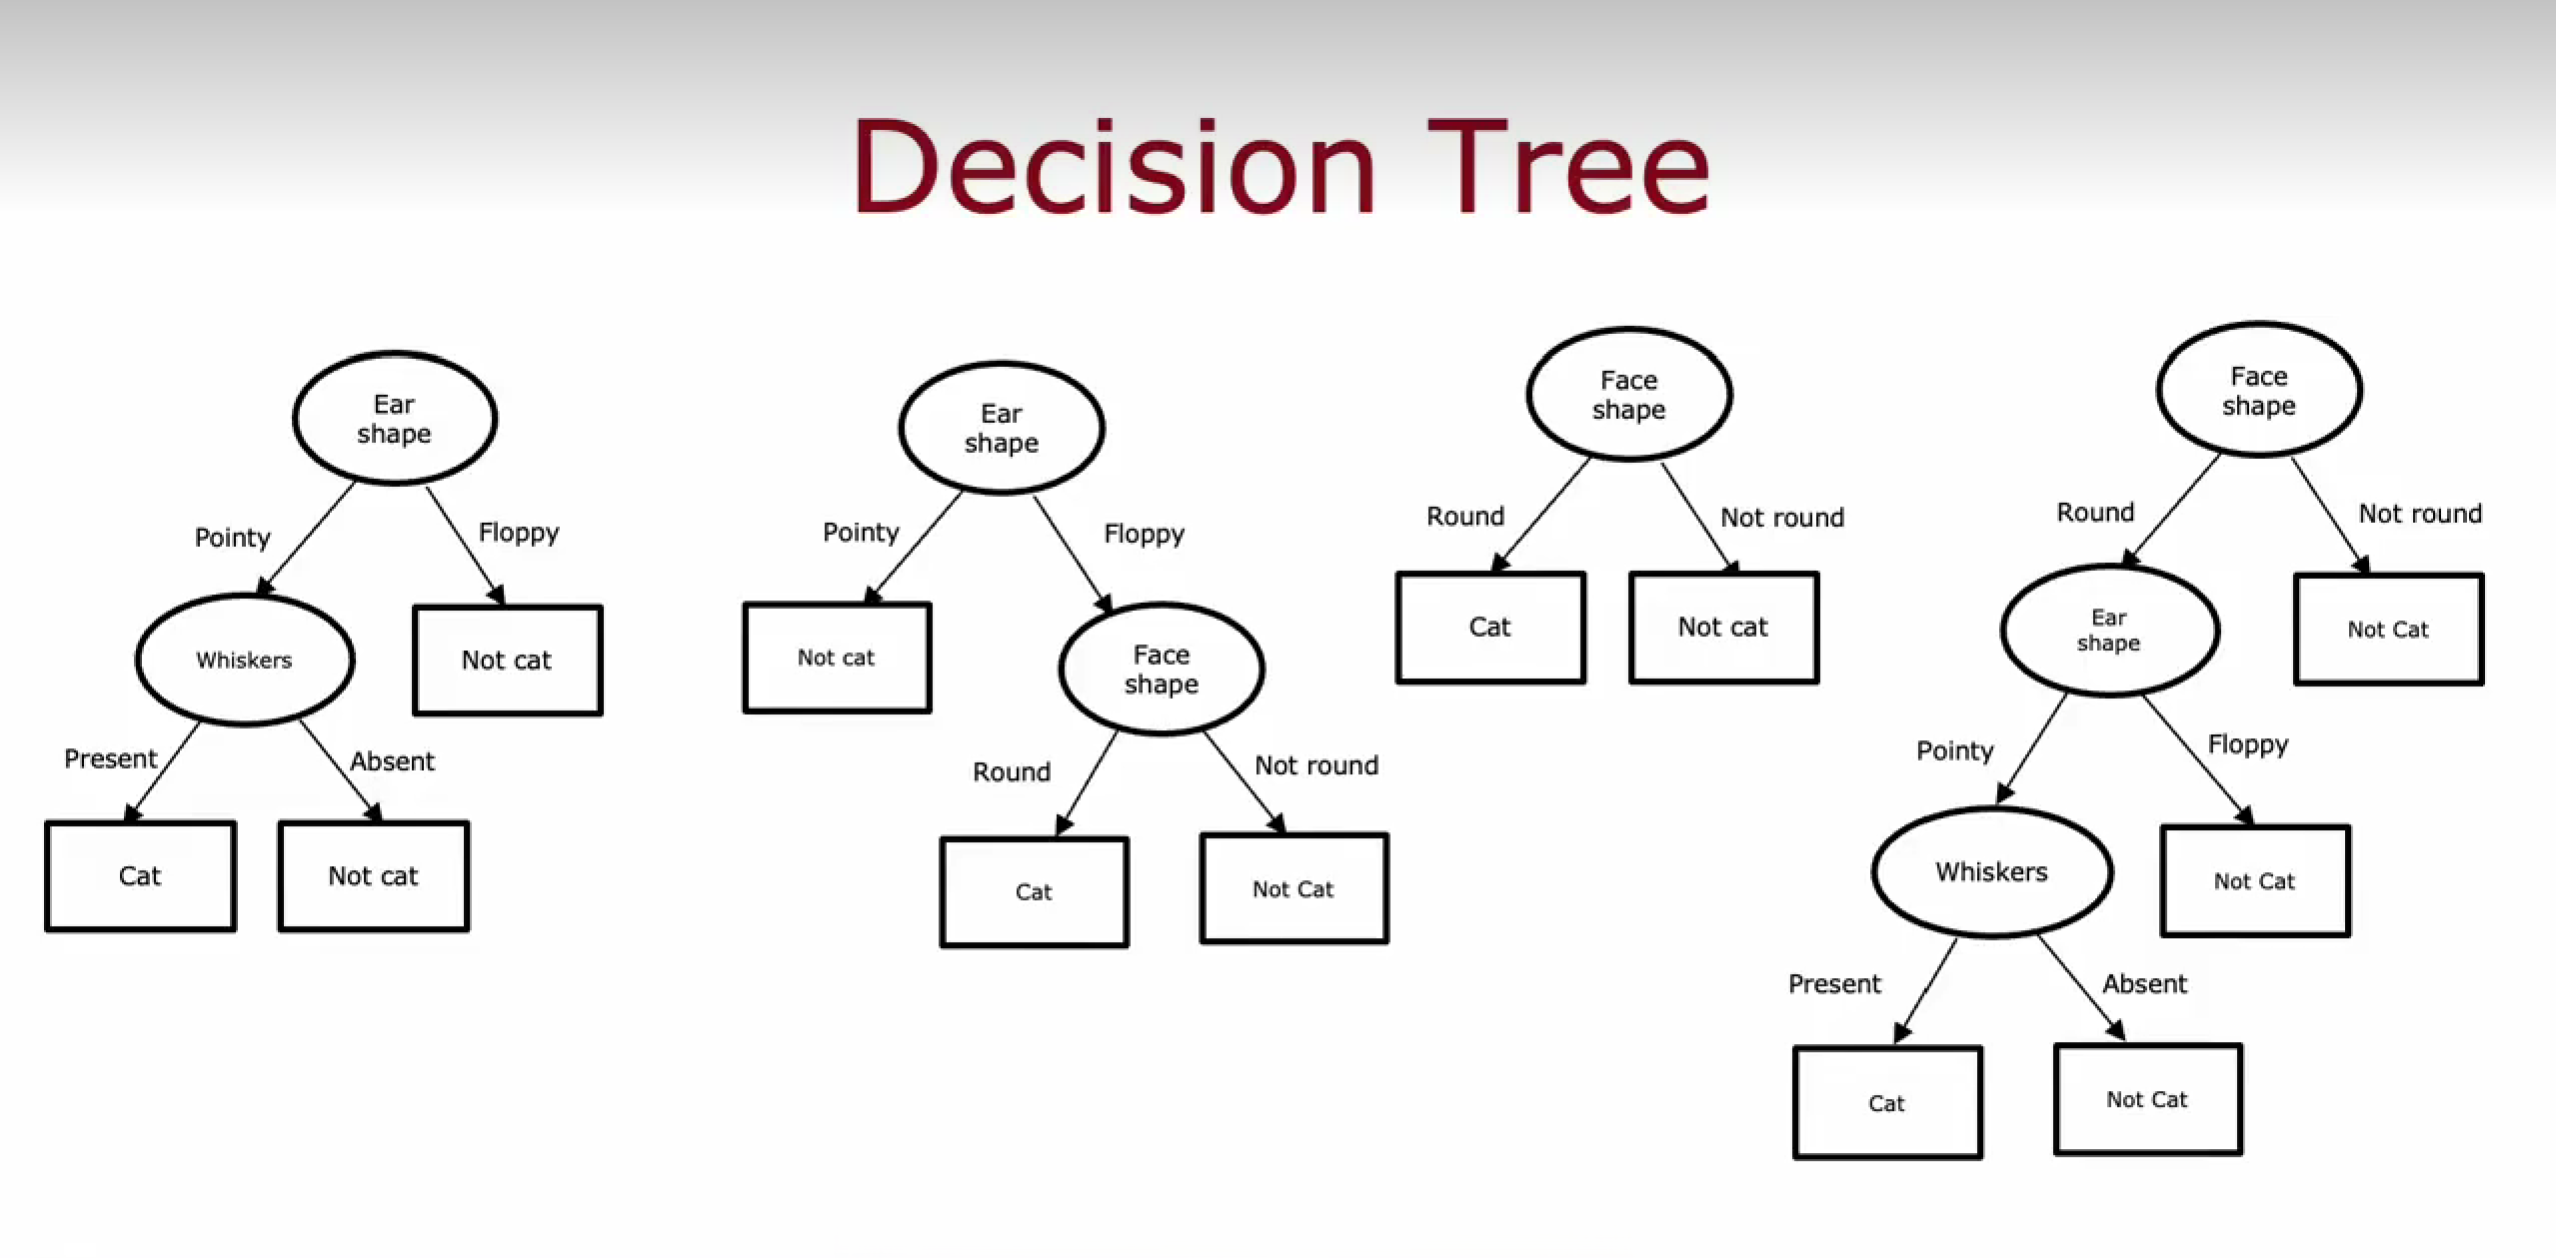 Decision Tree
Ear
shape
Pointy
Floppy
Whiskers
Not cat
Present
Absent
Cat
Not cat
Ear
shape
Pointy
Floppy
Not cat
Face
shape
Round
Not round
Cat
Not Cat
Face
shape
Round
Not round
Cat
Not cat
Face
shape
Round
Not round
Ear
shape
Not Cat
Pointy
Floppy
Whiskers
Not Cat
Present
Absent
Cat
Not Cat